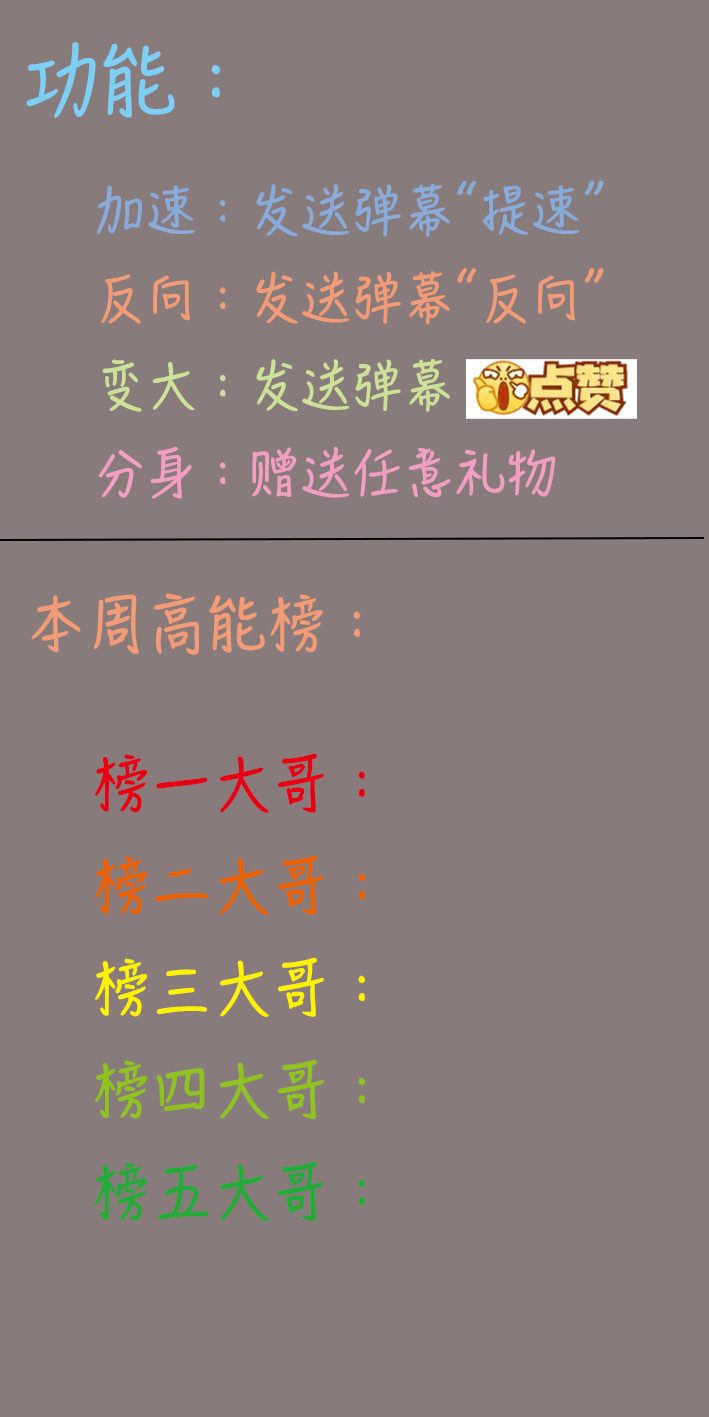 功能：
加速：发送弹幕“提速”
反向：发送弹幕“反向”
变大：发送弹幕 点赞
分身：赠送任意礼物
本周高能榜：
榜一大哥：
榜二大哥：
榜三大哥：
榜四大哥：
榜五大哥：